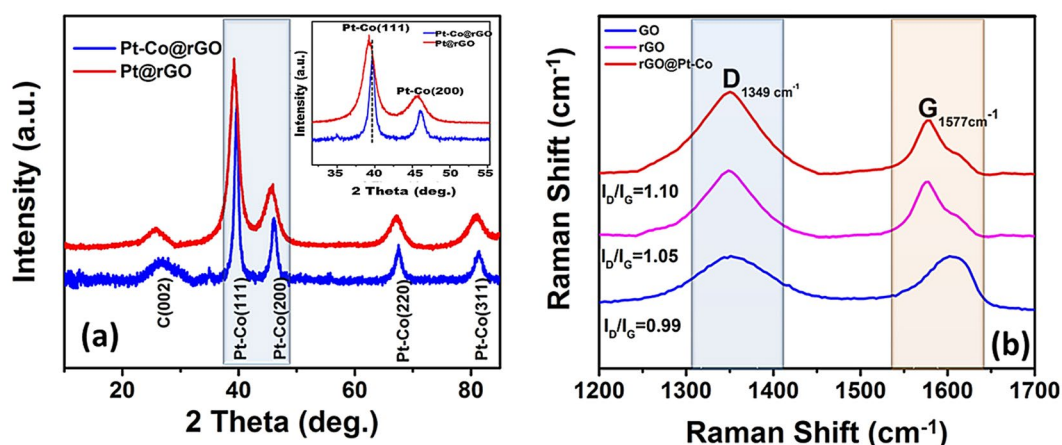 Pt-Co@rGO
Pt@rGO
Intensity (a.u.)
C(002)
Pt-Co(111)
Pt-Co(200)
Pt-Co(220)
Pt-Co(311)
(a)
20
40
60
80
2 Theta (deg.)
Pt-Co(111)
Pt-Co@rGO
Pt@rGO
Pt-Co(200)
Intensity (a.u.)
35
40
45
50
55
2 Theta (deg.)
GO
rGO
rGO@Pt-Co
D
1349 cm-1
G
1577cm-1
ID/IG=1.10
ID/IG=1.05
ID/IG=0.99
(b)
Raman Shift (cm-1)
1200
1300
1400
1500
1600
1700
Raman Shift (cm-1)